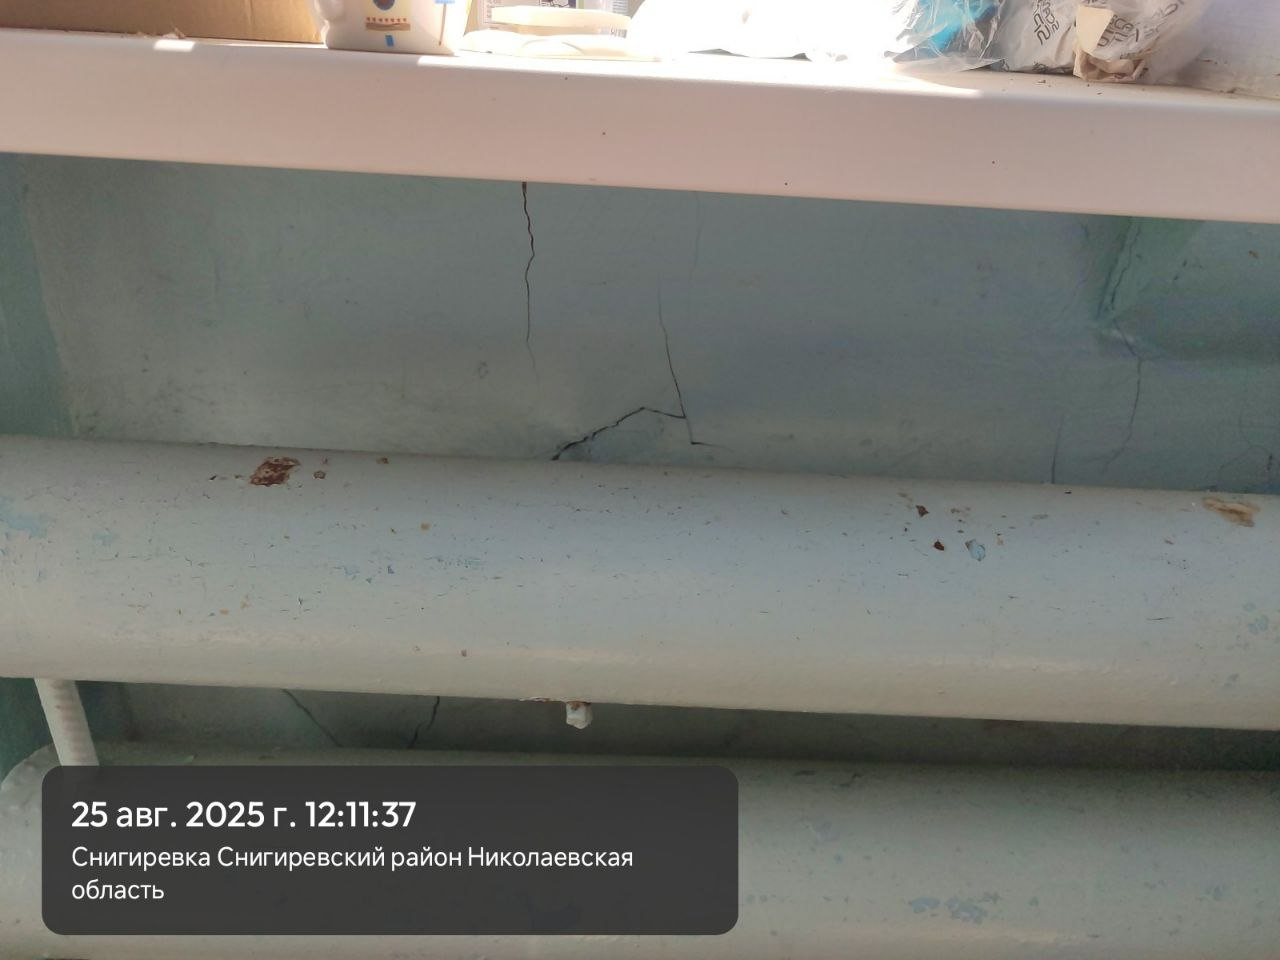 25 авг. 2025 г. 12:11:37
Снигиревка Снигиревский район Николаевская
область